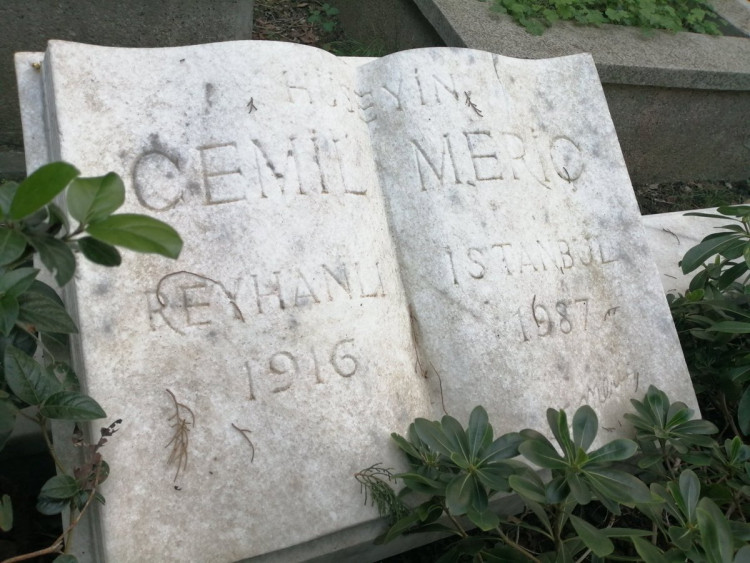 HÜSEYİN
CEMİL MERİÇ
REYHANLI
1916
İSTANBUL
1987